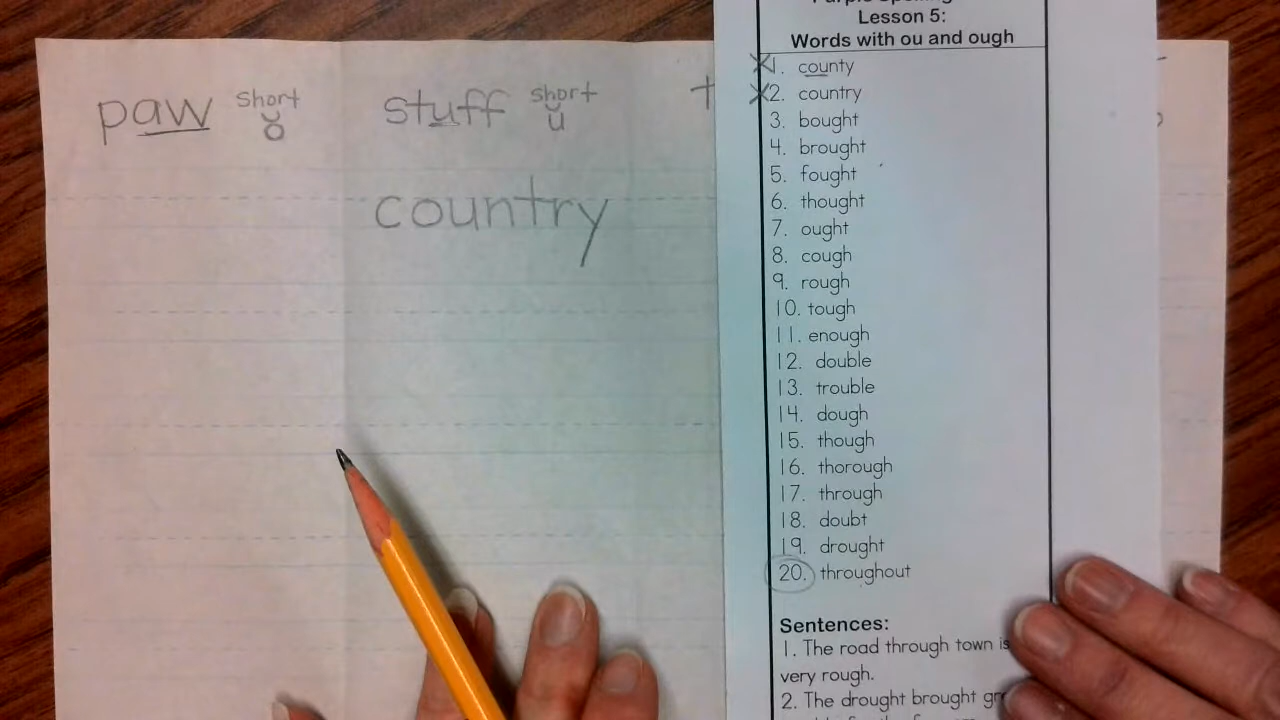 paw short ŏ
stuff short ŭ
country
Lesson 5:
Words with ou and ough
1. county
2. country
3. bought
4. brought
5. fought
6. thought
7. ought
8. cough
9. rough
10. tough
11. enough
12. double
13. trouble
14. dough
15. though
16. thorough
17. through
18. doubt
19. drought
20. throughout
Sentences:
1. The road through town is
very rough.
2. The drought brought